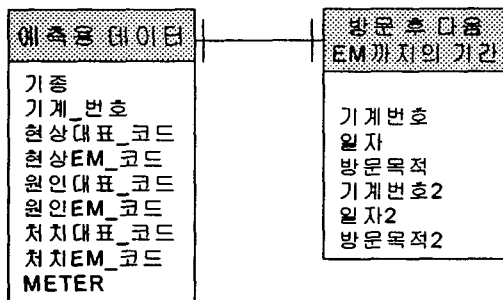 예측용 데이터
기종
기계_번호
현상대표_코드
현상EM_코드
원인대표_코드
원인EM_코드
처치대표_코드
처치EM_코드
METER
방문후 다음
EM까지의 기간
기계번호
일자
방문목적
기계번호2
일자2
방문목적2